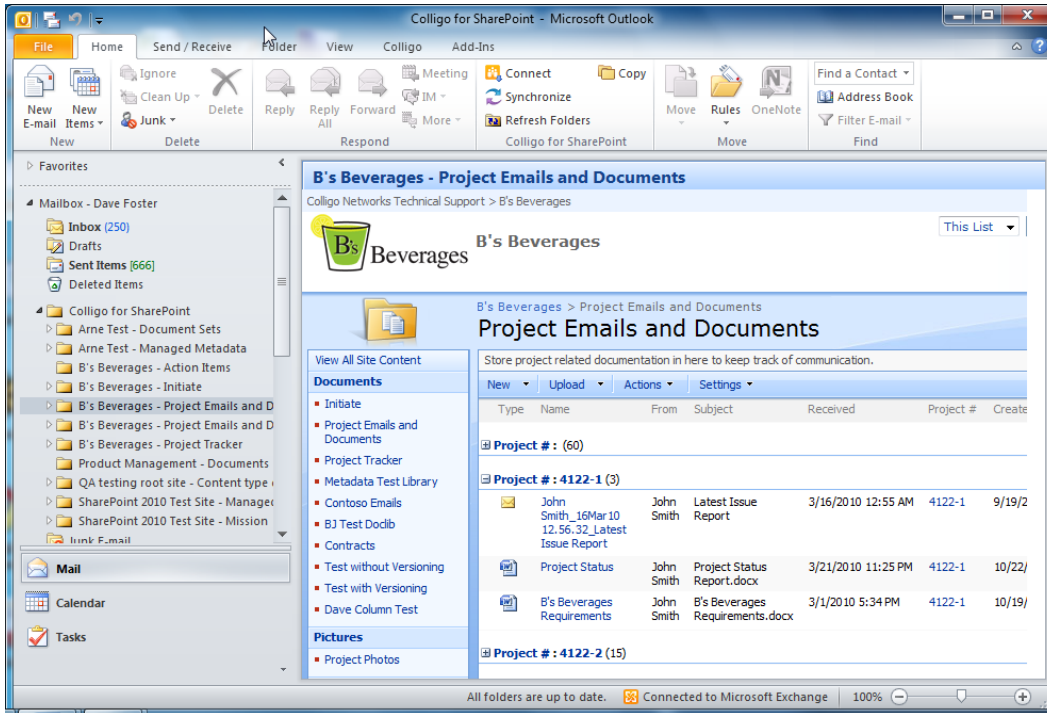 Colligo for SharePoint - Microsoft Outlook
File Home Send / Receive Folder View Colligo Add-Ins
New E-mail
New Items
New
Ignore
Clean Up
Junk
Delete
Delete
Reply
Reply All
Forward
Meeting
IM
More
Respond
Connect
Copy
Synchronize
Refresh Folders
Colligo for SharePoint
Move
Rules
OneNote
Move
Find a Contact
Address Book
Filter E-mail
Find
Favorites
Mailbox - Dave Foster
Inbox (250)
Drafts
Sent Items [666]
Deleted Items
Colligo for SharePoint
Arne Test - Document Sets
Arne Test - Managed Metadata
B's Beverages - Action Items
B's Beverages - Initiate
B's Beverages - Project Emails and D
B's Beverages - Project Emails and D
B's Beverages - Project Tracker
Product Management - Documents
QA testing root site - Content type
SharePoint 2010 Test Site - Managed
SharePoint 2010 Test Site - Mission
Junk E-mail
Mail
Calendar
Tasks
B's Beverages - Project Emails and Documents
Colligo Networks Technical Support > B's Beverages
B's Beverages
B's Beverages
This List
B's Beverages > Project Emails and Documents
Project Emails and Documents
View All Site Content
Documents
Initiate
Project Emails and
Documents
Project Tracker
Metadata Test Library
Contoso Emails
BJ Test Doclib
Contracts
Test without Versioning
Test with Versioning
Dave Column Test
Pictures
Project Photos
Store project related documentation in here to keep track of communication.
New Upload Actions Settings
Type Name From Subject Received Project # Create
Project # : (60)
Project # : 4122-1 (3)
John
Smith_16Mar10
12.56.32_Latest
Issue Report
John
Smith
Latest Issue
Report
3/16/2010 12:55 AM
4122-1
9/19/2
Project Status
John
Smith
Project Status
Report.docx
3/21/2010 11:25 PM
4122-1
10/22/
B's Beverages
Requirements
John
Smith
B's Beverages
Requirements.docx
3/1/2010 5:34 PM
4122-1
10/19/
Project # : 4122-2 (15)
All folders are up to date. Connected to Microsoft Exchange 100%